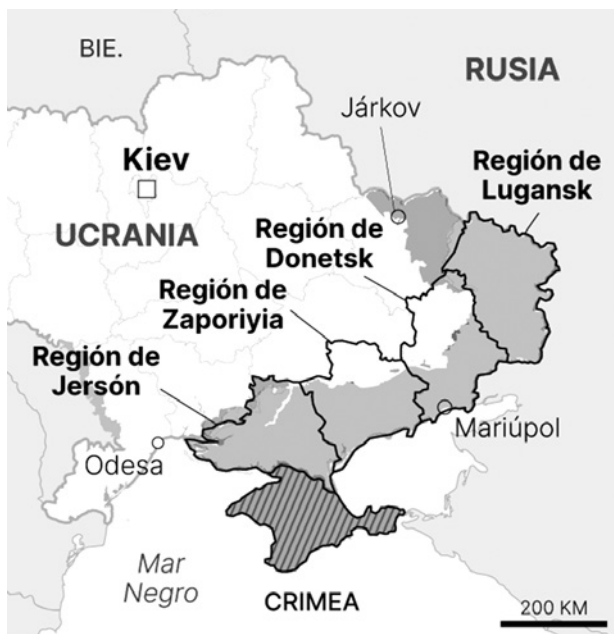 BIE.
RUSIA
Járkov
Kiev
Región de
Lugansk
UCRANIA
Región de
Donetsk
Región de
Zaporiyia
Región de
Jersón
Mariúpol
Odesa
Mar
Negro
CRIMEA
200 KM